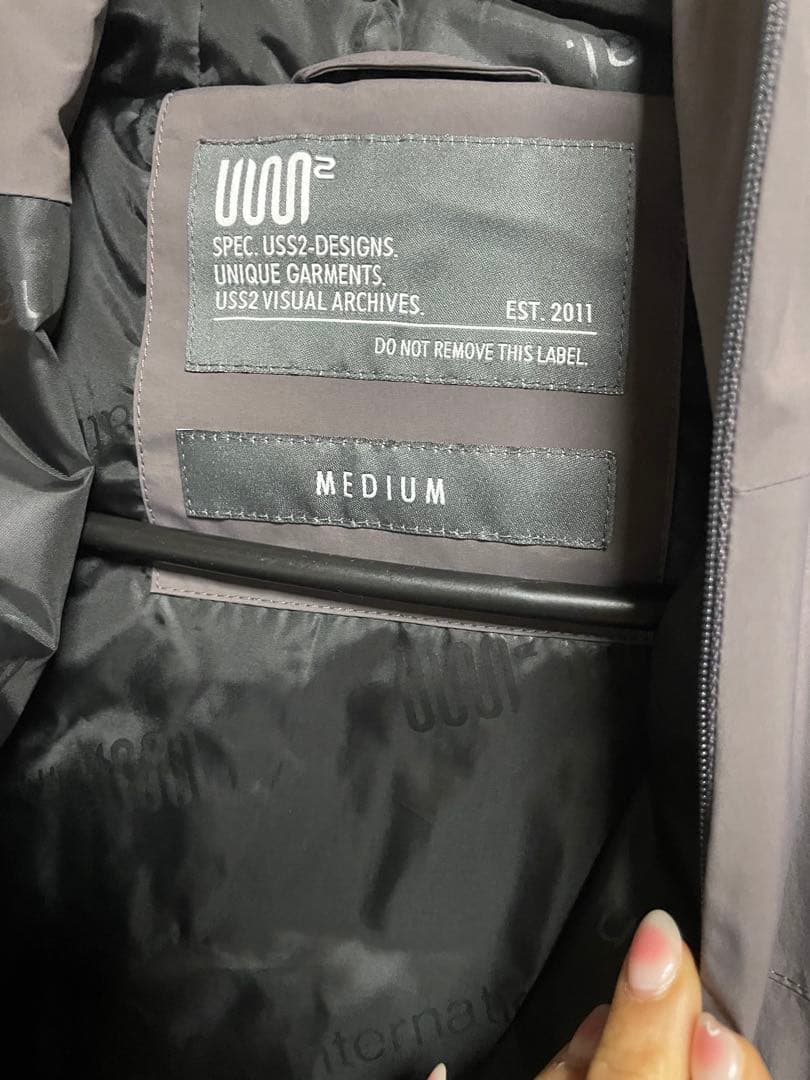 SPEC. USS2-DESIGNS.
UNIQUE GARMENTS.
USS2 VISUAL ARCHIVES.
EST. 2011
DO NOT REMOVE THIS LABEL.
MEDIUM